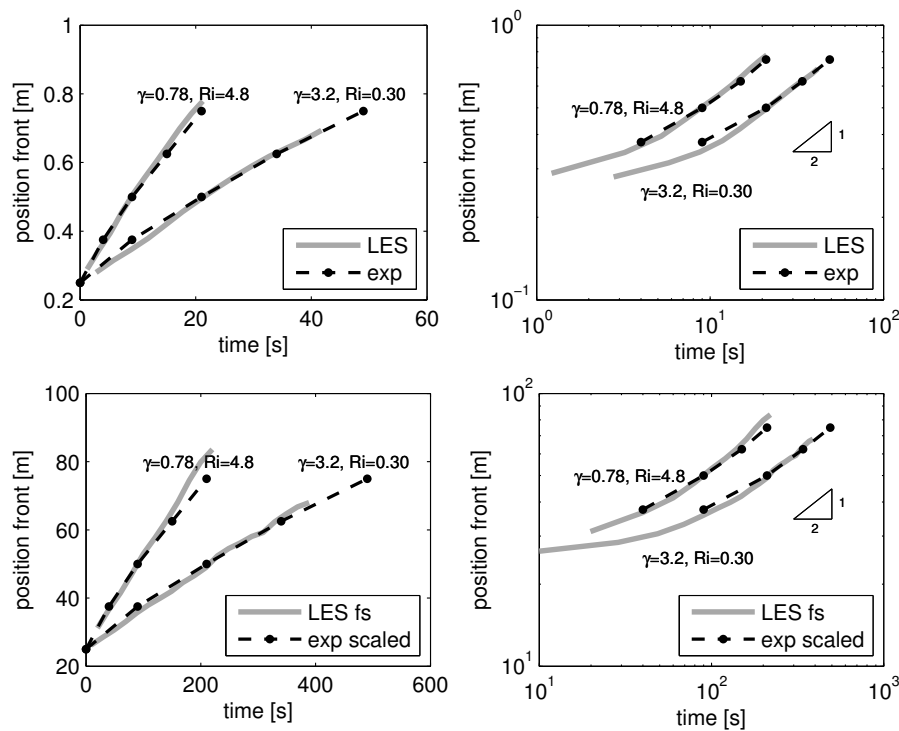 1
0.8
0.6
0.4
0.2
0
20
40
60
position front [m]
time [s]
γ=0.78, Ri=4.8
γ=3.2, Ri=0.30
LES
exp
10^0
10^-1
10^0
10^1
10^2
position front [m]
time [s]
γ=0.78, Ri=4.8
γ=3.2, Ri=0.30
1
2
LES
exp
100
80
60
40
20
0
200
400
600
position front [m]
time [s]
γ=0.78, Ri=4.8
γ=3.2, Ri=0.30
LES fs
exp scaled
10^2
10^1
10^1
10^2
10^3
position front [m]
time [s]
γ=0.78, Ri=4.8
γ=3.2, Ri=0.30
1
2
LES fs
exp scaled